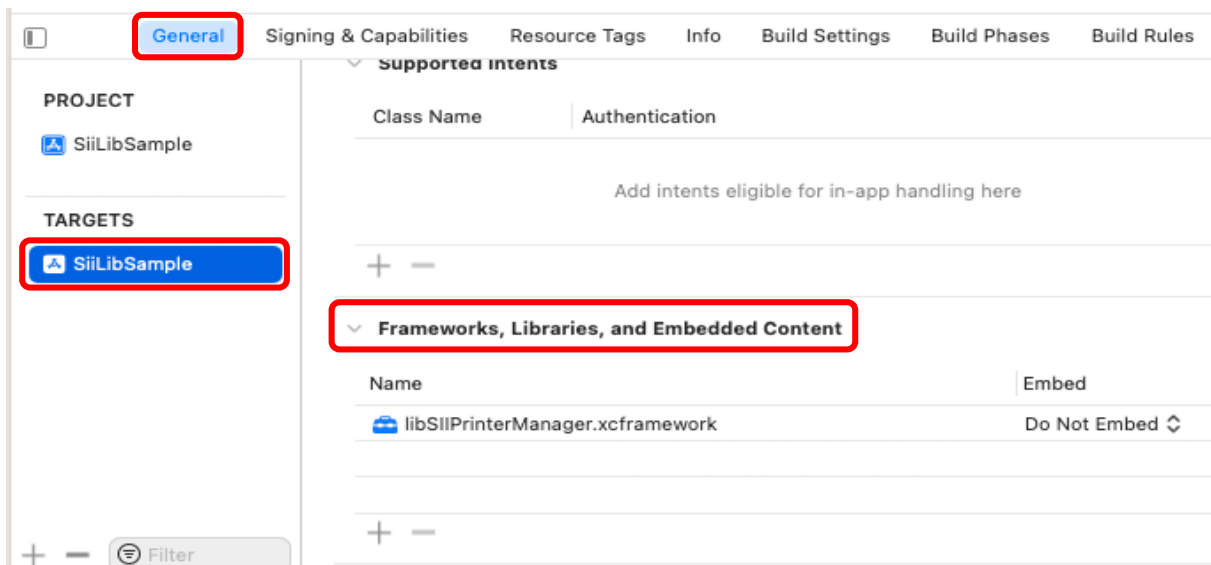 General Signing & Capabilities Resource Tags Info Build Settings Build Phases Build Rules
PROJECT
SiiLibSample
TARGETS
SiiLibSample
Filter
Supported Intents
Class Name Authentication
Add intents eligible for in-app handling here
Frameworks, Libraries, and Embedded Content
Name Embed
libSIIPrinterManager.xcframework Do Not Embed